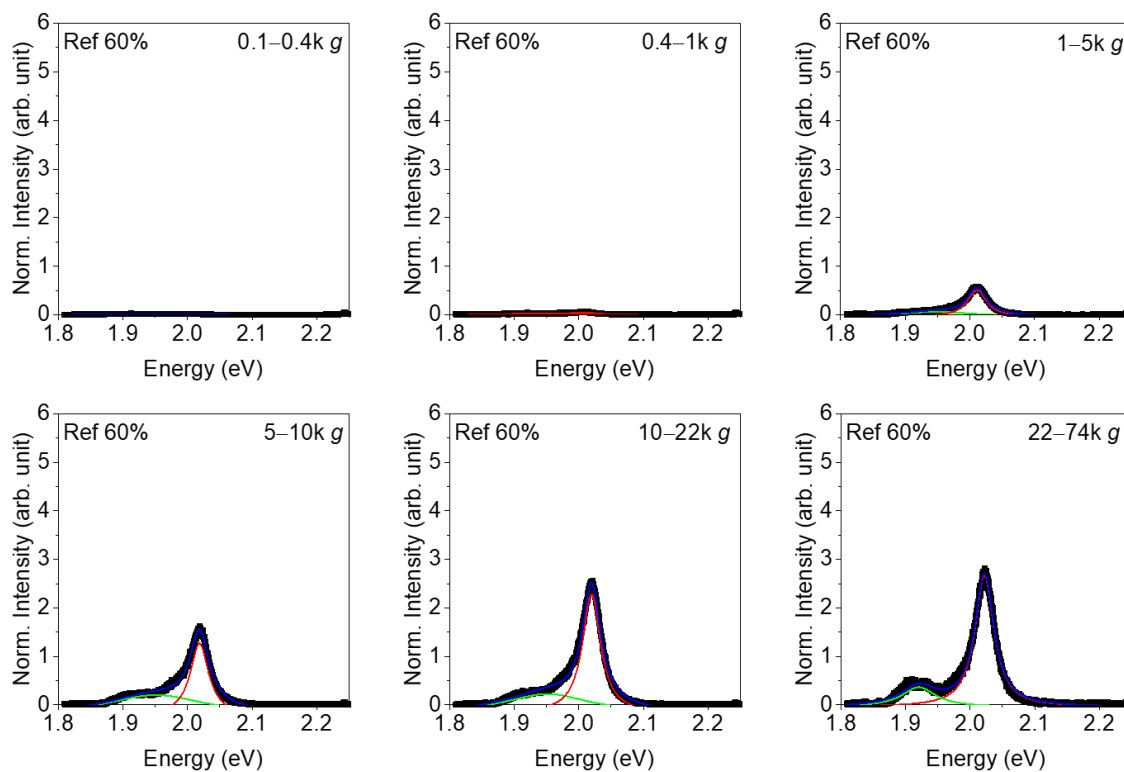 Norm. Intensity (arb. unit)
6
5
4
3
2
1
0
Ref 60% 0.1–0.4k g
1.8 1.9 2.0 2.1 2.2
Energy (eV)
Norm. Intensity (arb. unit)
6
5
4
3
2
1
0
Ref 60% 0.4–1k g
1.8 1.9 2.0 2.1 2.2
Energy (eV)
Norm. Intensity (arb. unit)
6
5
4
3
2
1
0
Ref 60% 1–5k g
1.8 1.9 2.0 2.1 2.2
Energy (eV)
Norm. Intensity (arb. unit)
6
5
4
3
2
1
0
Ref 60% 5–10k g
1.8 1.9 2.0 2.1 2.2
Energy (eV)
Norm. Intensity (arb. unit)
6
5
4
3
2
1
0
Ref 60% 10–22k g
1.8 1.9 2.0 2.1 2.2
Energy (eV)
Norm. Intensity (arb. unit)
6
5
4
3
2
1
0
Ref 60% 22–74k g
1.8 1.9 2.0 2.1 2.2
Energy (eV)